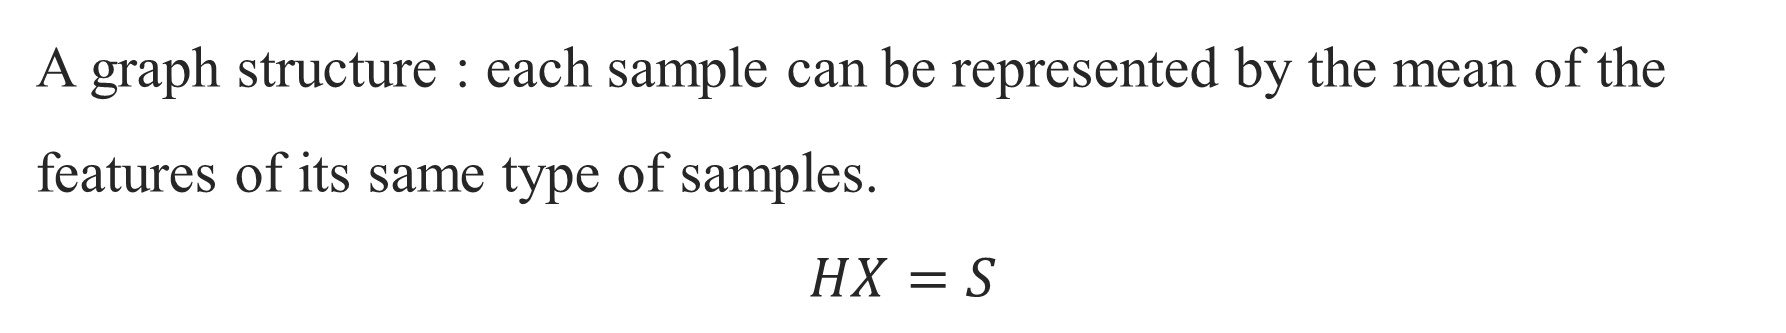 A graph structure : each sample can be represented by the mean of the
features of its same type of samples.
HX = S